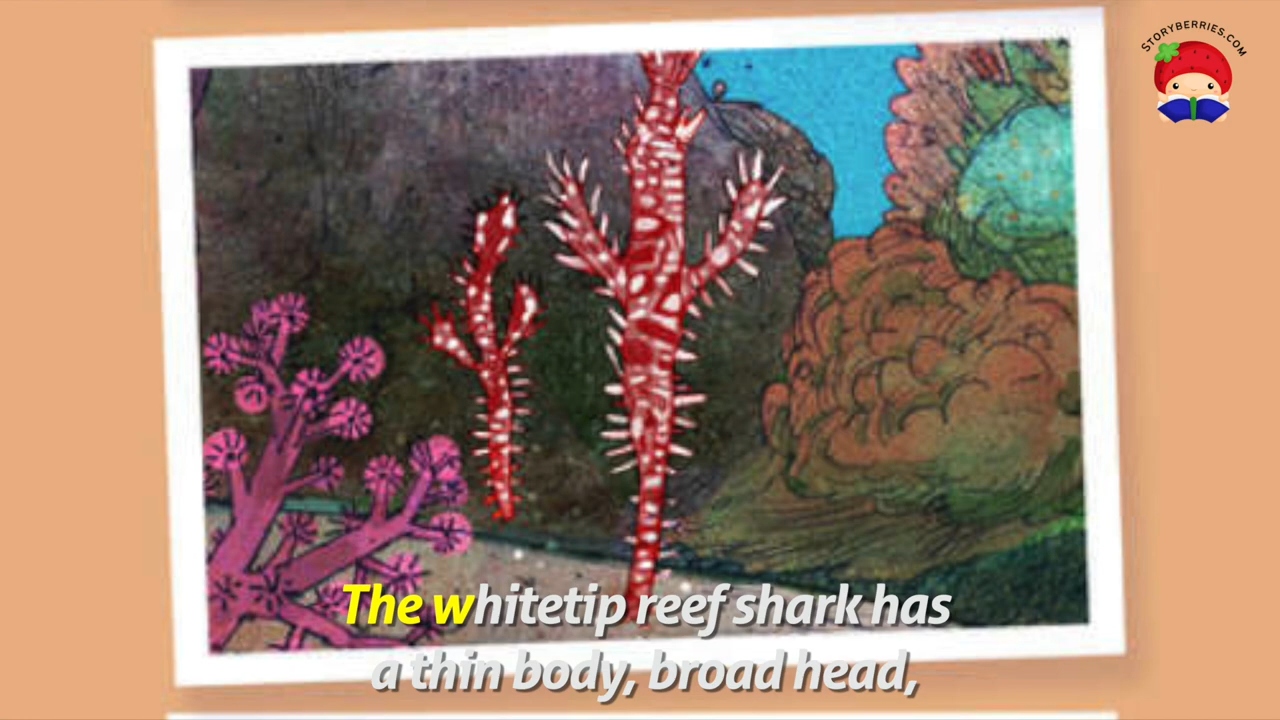 STORYBERRIES.COM
The whitetip reef shark has
a thin body, broad head,